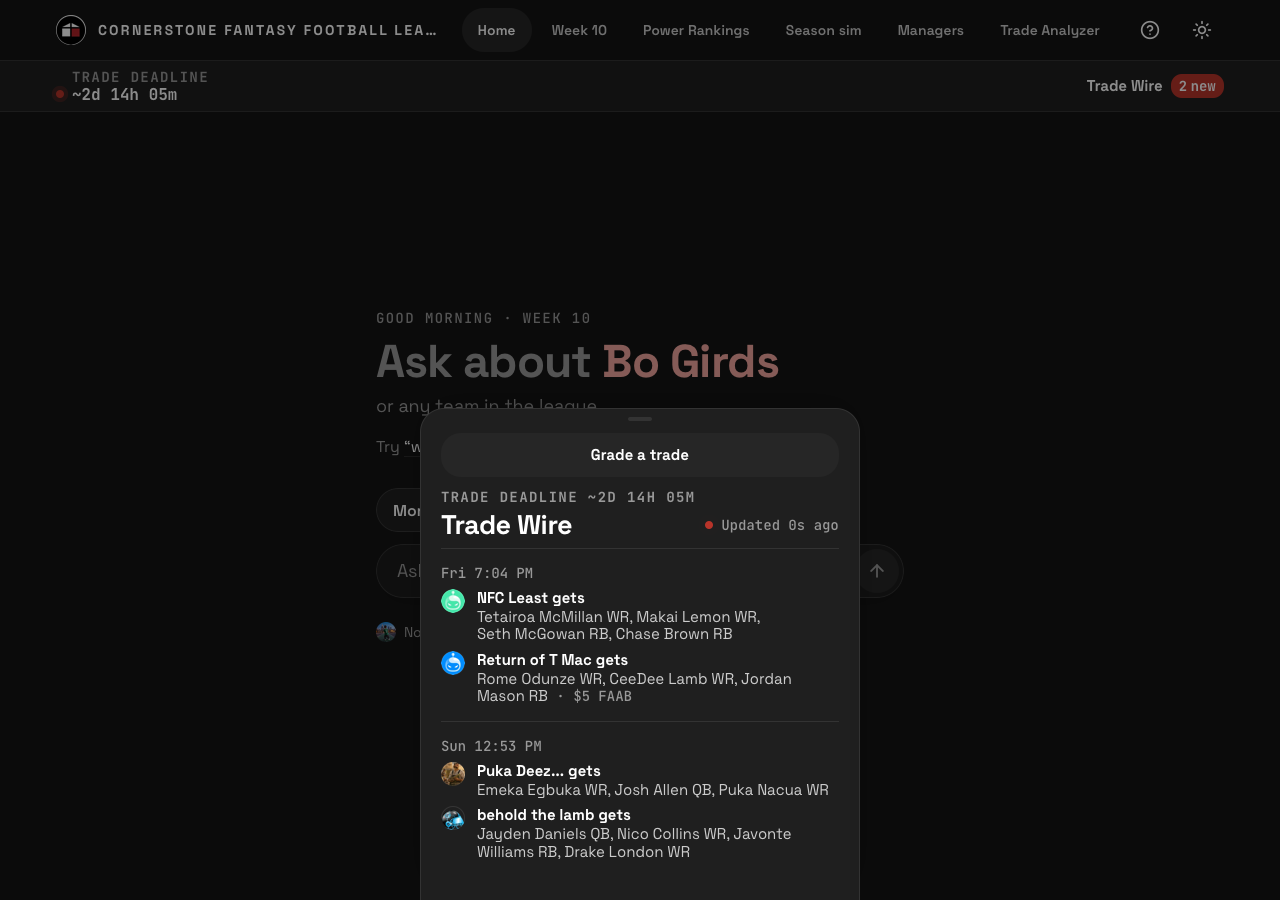 CORNERSTONE FANTASY FOOTBALL LEA...
Home
Week 10
Power Rankings
Season sim
Managers
Trade Analyzer
TRADE DEADLINE
~2d 14h 05m
Trade Wire
2 new
GOOD MORNING · WEEK 10
Ask about Bo Girds
or any team in the league
Try
Grade a trade
TRADE DEADLINE ~2D 14H 05M
Trade Wire
Updated 0s ago
Fri 7:04 PM
NFC Least gets
Tetairoa McMillan WR, Makai Lemon WR,
Seth McGowan RB, Chase Brown RB
Return of T Mac gets
Rome Odunze WR, CeeDee Lamb WR, Jordan
Mason RB · $5 FAAB
Sun 12:53 PM
Puka Deez... gets
Emeka Egbuka WR, Josh Allen QB, Puka Nacua WR
behold the lamb gets
Jayden Daniels QB, Nico Collins WR, Javonte
Williams RB, Drake London WR